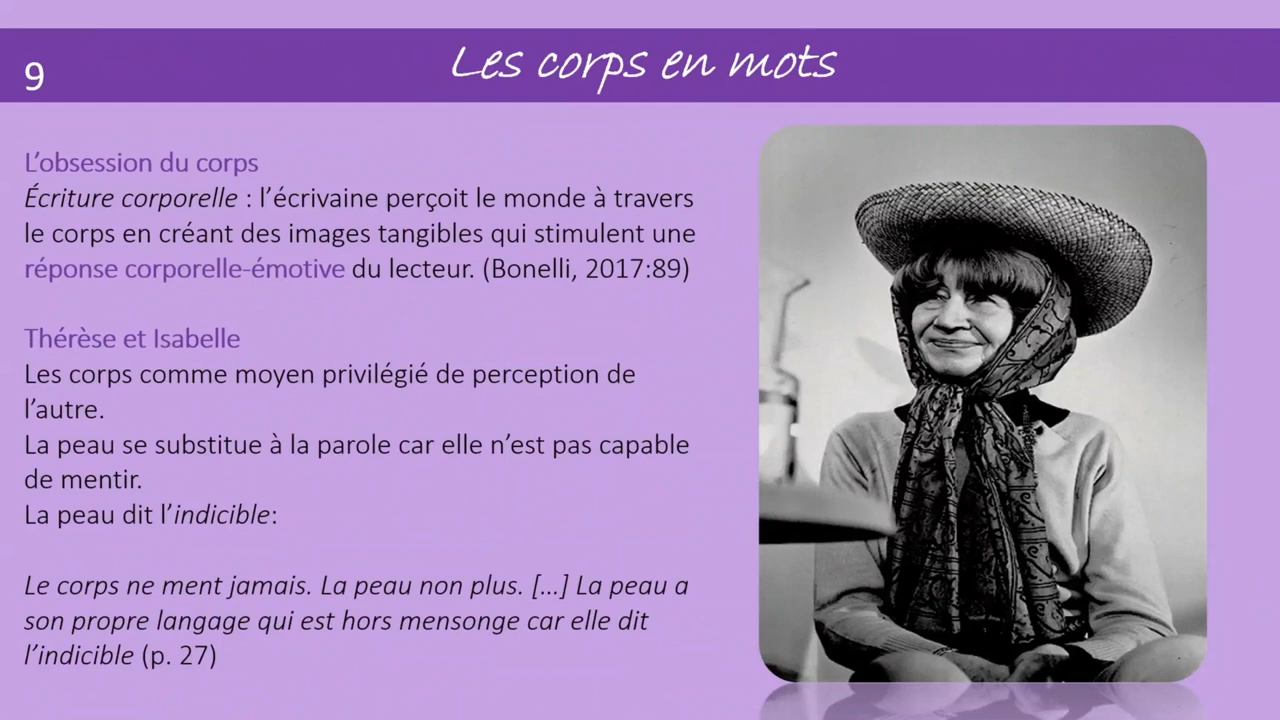 9
Les corps en mots
L’obsession du corps
Écriture corporelle : l’écrivaine perçoit le monde à travers
le corps en créant des images tangibles qui stimulent une
réponse corporelle-émotive du lecteur. (Bonelli, 2017:89)
Thérèse et Isabelle
Les corps comme moyen privilégié de perception de
l’autre.
La peau se substitue à la parole car elle n’est pas capable
de mentir.
La peau dit l’indicible:
Le corps ne ment jamais. La peau non plus. […] La peau a
son propre langage qui est hors mensonge car elle dit
l’indicible (p. 27)